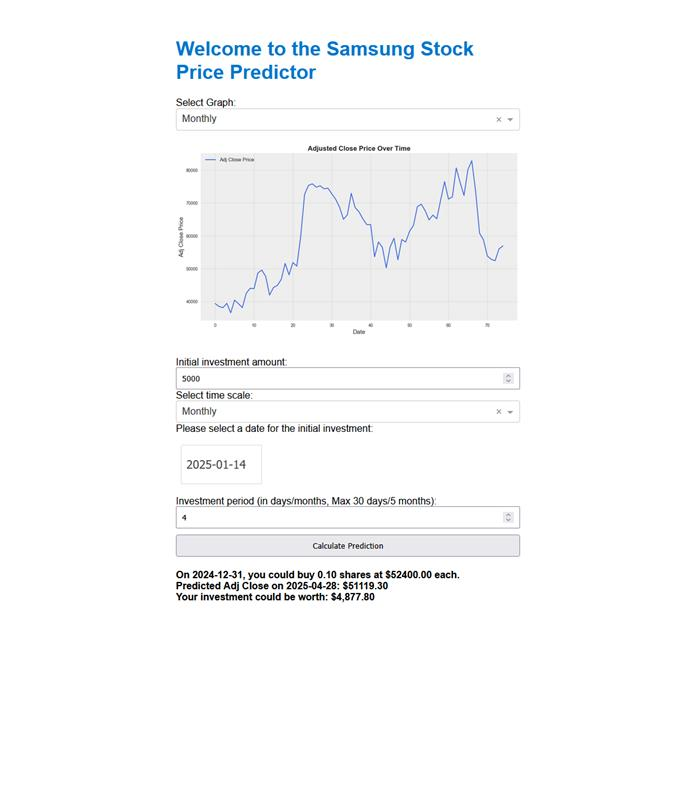 Welcome to the Samsung Stock
Price Predictor
Select Graph:
Monthly
Adjusted Close Price Over Time
Adj Close Price
80000
70000
60000
50000
40000
Adj Close Price
0 10 20 30 40 50 60 70
Date
Initial investment amount:
5000
Select time scale:
Monthly
Please select a date for the initial investment:
2025-01-14
Investment period (in days/months, Max 30 days/5 months):
4
Calculate Prediction
On 2024-12-31, you could buy 0.10 shares at $52400.00 each.
Predicted Adj Close on 2025-04-28: $51119.30
Your investment could be worth: $4,877.80